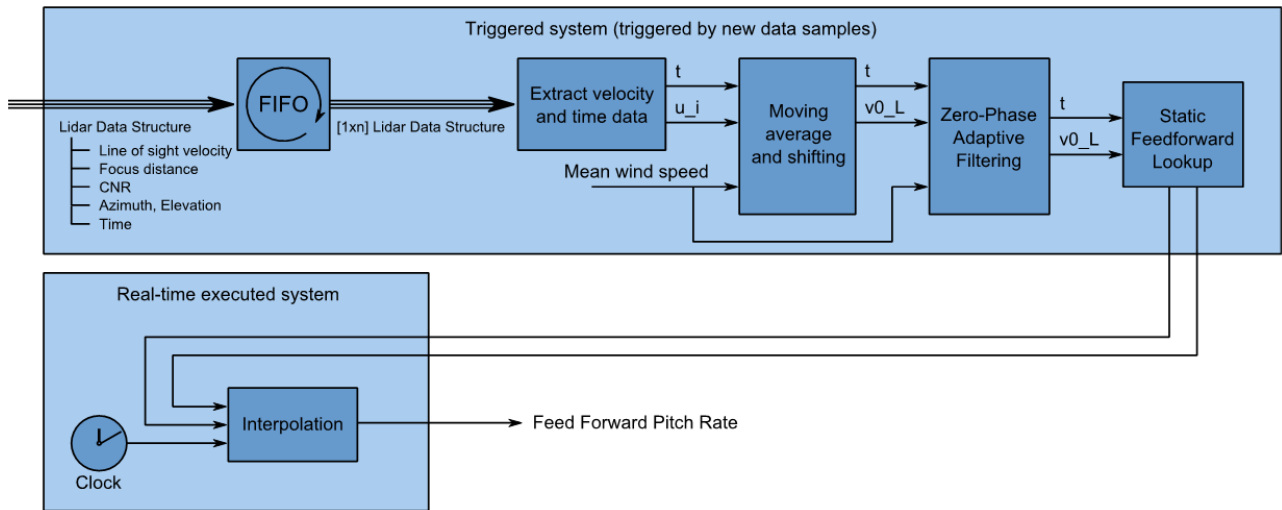 Triggered system (triggered by new data samples)
FIFO
Lidar Data Structure
Line of sight velocity
Focus distance
CNR
Azimuth, Elevation
Time
[1xn] Lidar Data Structure
Extract velocity
and time data
t
u_i
Mean wind speed
Moving
average
and shifting
t
v0_L
Zero-Phase
Adaptive
Filtering
t
v0_L
Static
Feedforward
Lookup
Real-time executed system
Interpolation
Clock
Feed Forward Pitch Rate